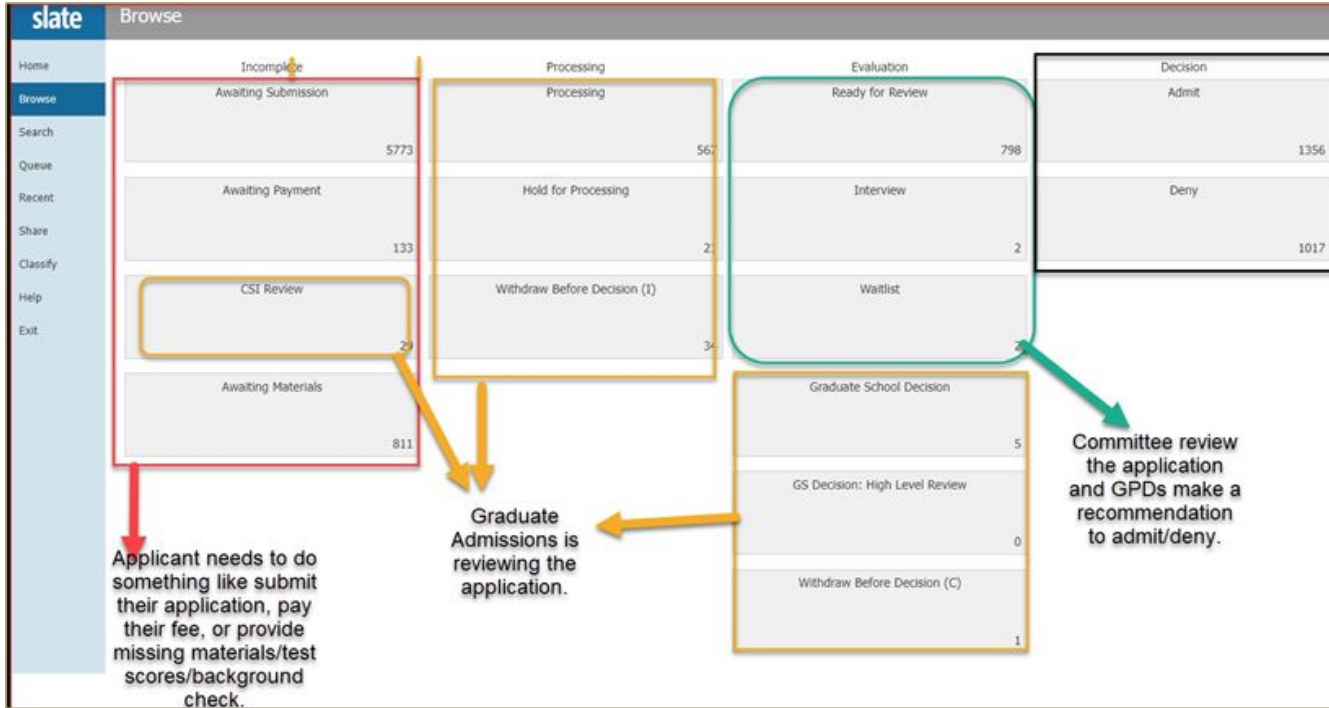 slate
Browse
Home
Browse
Search
Queue
Recent
Share
Classify
Help
Exit
Incomplete
Awaiting Submission
5773
Awaiting Payment
133
CSI Review
29
Awaiting Materials
811
Processing
Processing
567
Hold for Processing
Withdraw Before Decision (I)
34
Evaluation
Ready for Review
798
Interview
2
Waitlist
Graduate School Decision
5
GS Decision: High Level Review
0
Withdraw Before Decision (C)
1
Decision
Admit
1356
Deny
1017
Applicant needs to do
something like submit
their application, pay
their fee, or provide
missing materials/test
scores/background
check.
Graduate
Admissions is
reviewing the
application.
Committee review
the application
and GPDs make a
recommendation
to admit/deny.